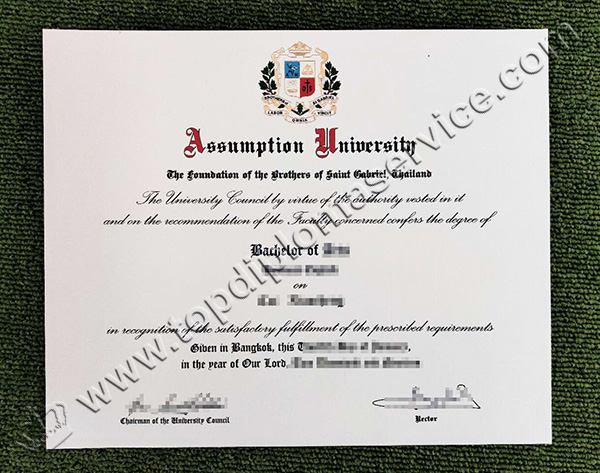 LABOR OMNIA VINCIT
Assumption University
The Foundation of the Brothers of Saint Gabriel, Thailand
The University Council by virtue of the authority vested in it
and on the recommendation of the Faculty concerned confers the degree of
Bachelor of
on
in recognition of the satisfactory fulfillment of the prescribed requirements
Given in Bangkok, this
in the year of Our Lord,
Chairman of the University Council
Rector
www.topdiplomaservice.com